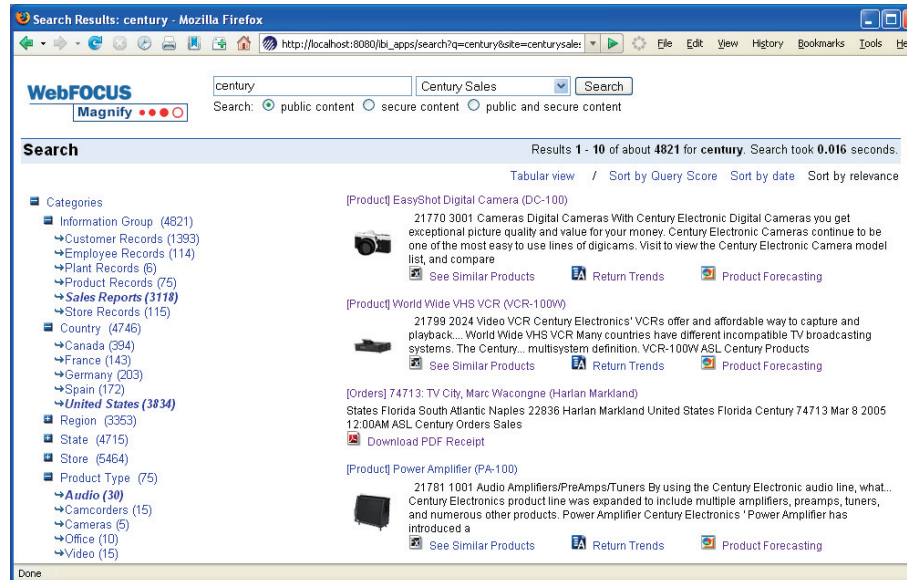 Search Results: century - Mozilla Firefox
http://localhost:8080/ibi_apps/search?q=century&site=centurysales
File Edit View History Bookmarks Tools
WebFOCUS
Magnify
century Century Sales Search
Search: public content secure content public and secure content
Search Results 1 - 10 of about 4821 for century. Search took 0.016 seconds.
Tabular view / Sort by Query Score Sort by date Sort by relevance
Categories
Information Group (4821)
Customer Records (1393)
Employee Records (114)
Plant Records (6)
Product Records (75)
Sales Reports (3118)
Store Records (115)
Country (4746)
Canada (394)
France (143)
Germany (203)
Spain (172)
United States (3834)
Region (3353)
State (4715)
Store (5464)
Product Type (75)
Audio (30)
Camcorders (15)
Cameras (5)
Office (10)
Video (15)
[Product] EasyShot Digital Camera (DC-100)
21770 3001 Cameras Digital Cameras With Century Electronic Digital Cameras you get
exceptional picture quality and value for your money. Century Electronic Cameras continue to be
one of the most easy to use lines of digicams. Visit to view the Century Electronic Camera model
list, and compare
See Similar Products Return Trends Product Forecasting
[Product] World Wide VHS VCR (VCR-100W)
21799 2024 Video VCR Century Electronics' VCRs offer and affordable way to capture and
playback.... World Wide VHS VCR Many countries have different incompatible TV broadcasting
systems. The Century... multisystem definition. VCR-100W ASL Century Products
See Similar Products Return Trends Product Forecasting
[Orders] 74713: TV City, Marc Wacongne (Harlan Markland)
States Florida South Atlantic Naples 22836 Harlan Markland United States Florida Century 74713 Mar 8 2005
12:00AM ASL Century Orders Sales
Download PDF Receipt
[Product] Power Amplifier (PA-100)
21781 1001 Audio Amplifiers/PreAmps/Tuners By using the Century Electronic audio line, what...
Century Electronics product line was expanded to include multiple amplifiers, preamps, tuners,
and numerous other products. Power Amplifier Century Electronics ' Power Amplifier has
introduced a
See Similar Products Return Trends Product Forecasting
Done